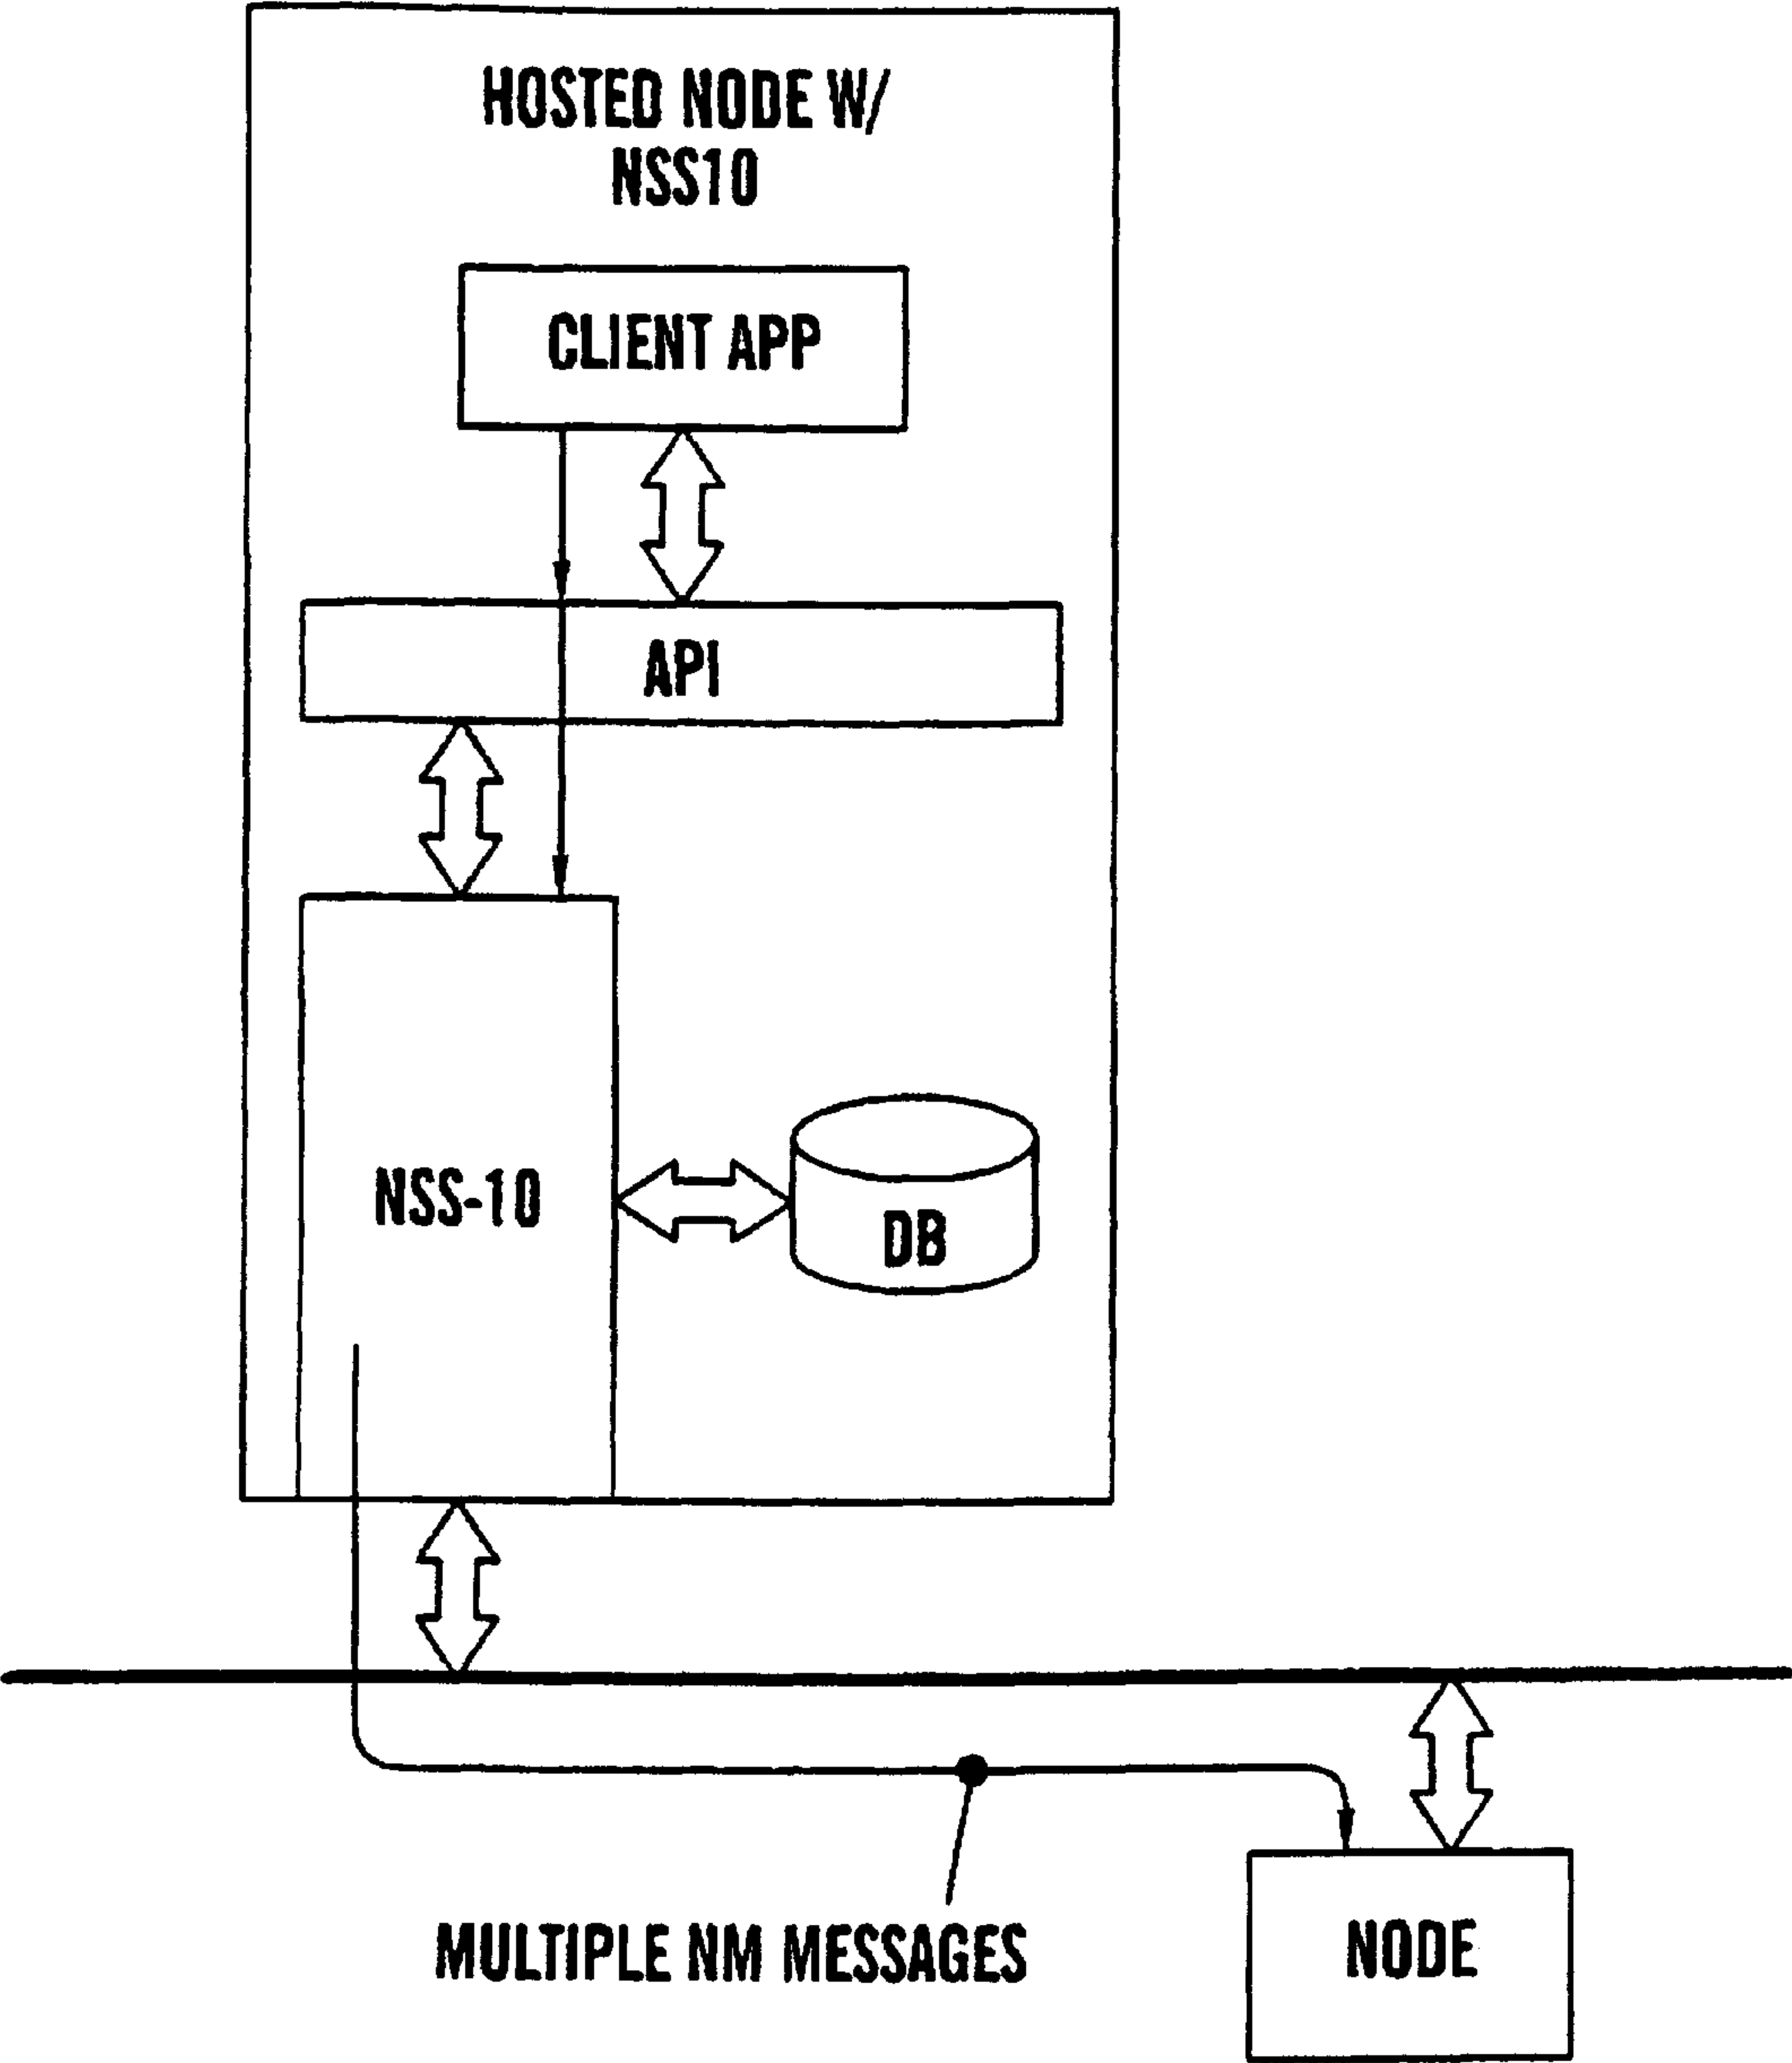 HOSTED NODE W/
NSS10
CLIENT APP
API
NSS-10
DB
MULTIPLE NM MESSAGES
NODE